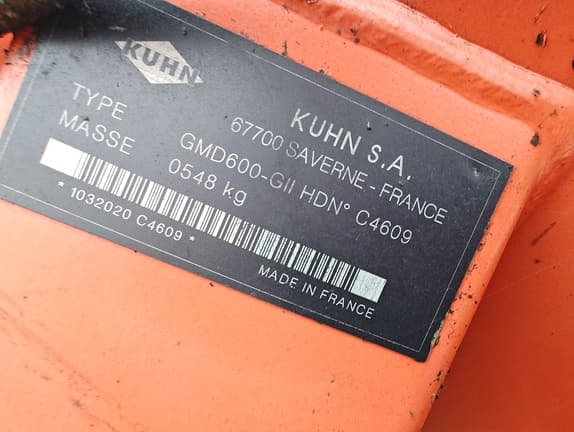 KUHN
KUHN S.A.
67700 SAVERNE - FRANCE
TYPE GMD600-GII HDN° C4609
MASSE 0548 kg
* 1032020 C4609 *
MADE IN FRANCE